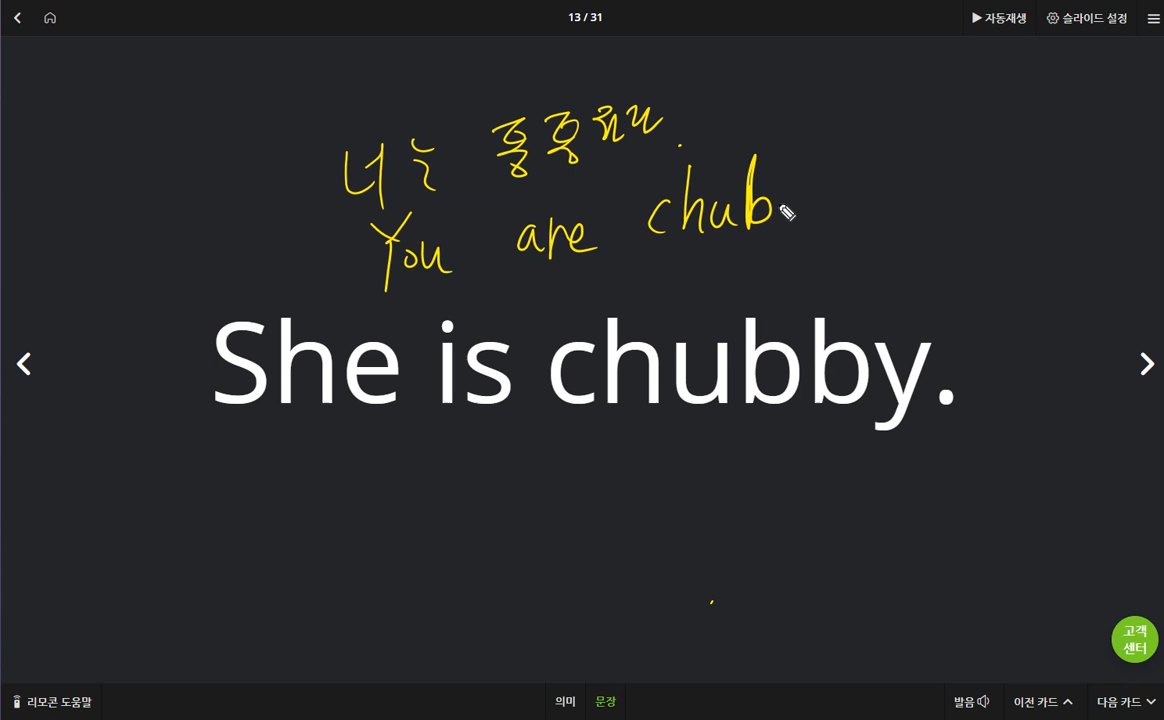 13 / 31
자동재생
슬라이드 설정
너는 통통하다.
You are chub
She is chubby.
고객
센터
리모콘 도움말
의미
문장
발음
이전 카드
다음 카드